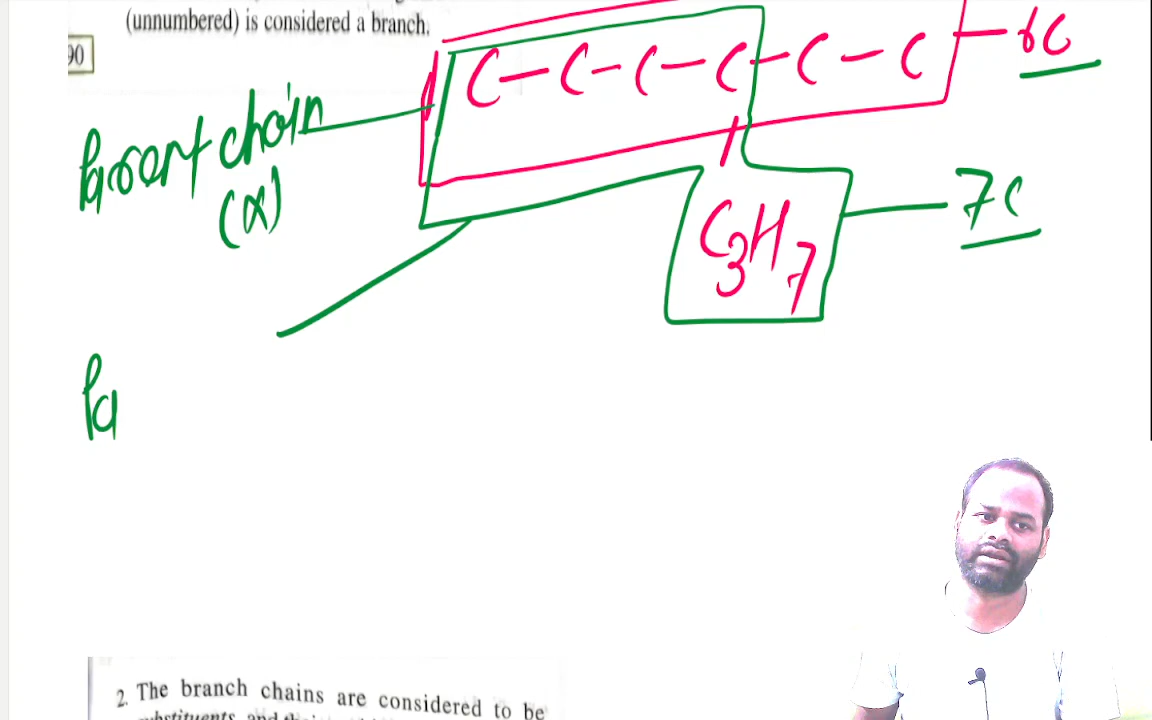 (unnumbered) is considered a branch.
90
C-C-C-C-C-C
6C
Parent chain
(x)
C3H7
7C
Pa
2. The branch chains are considered to be